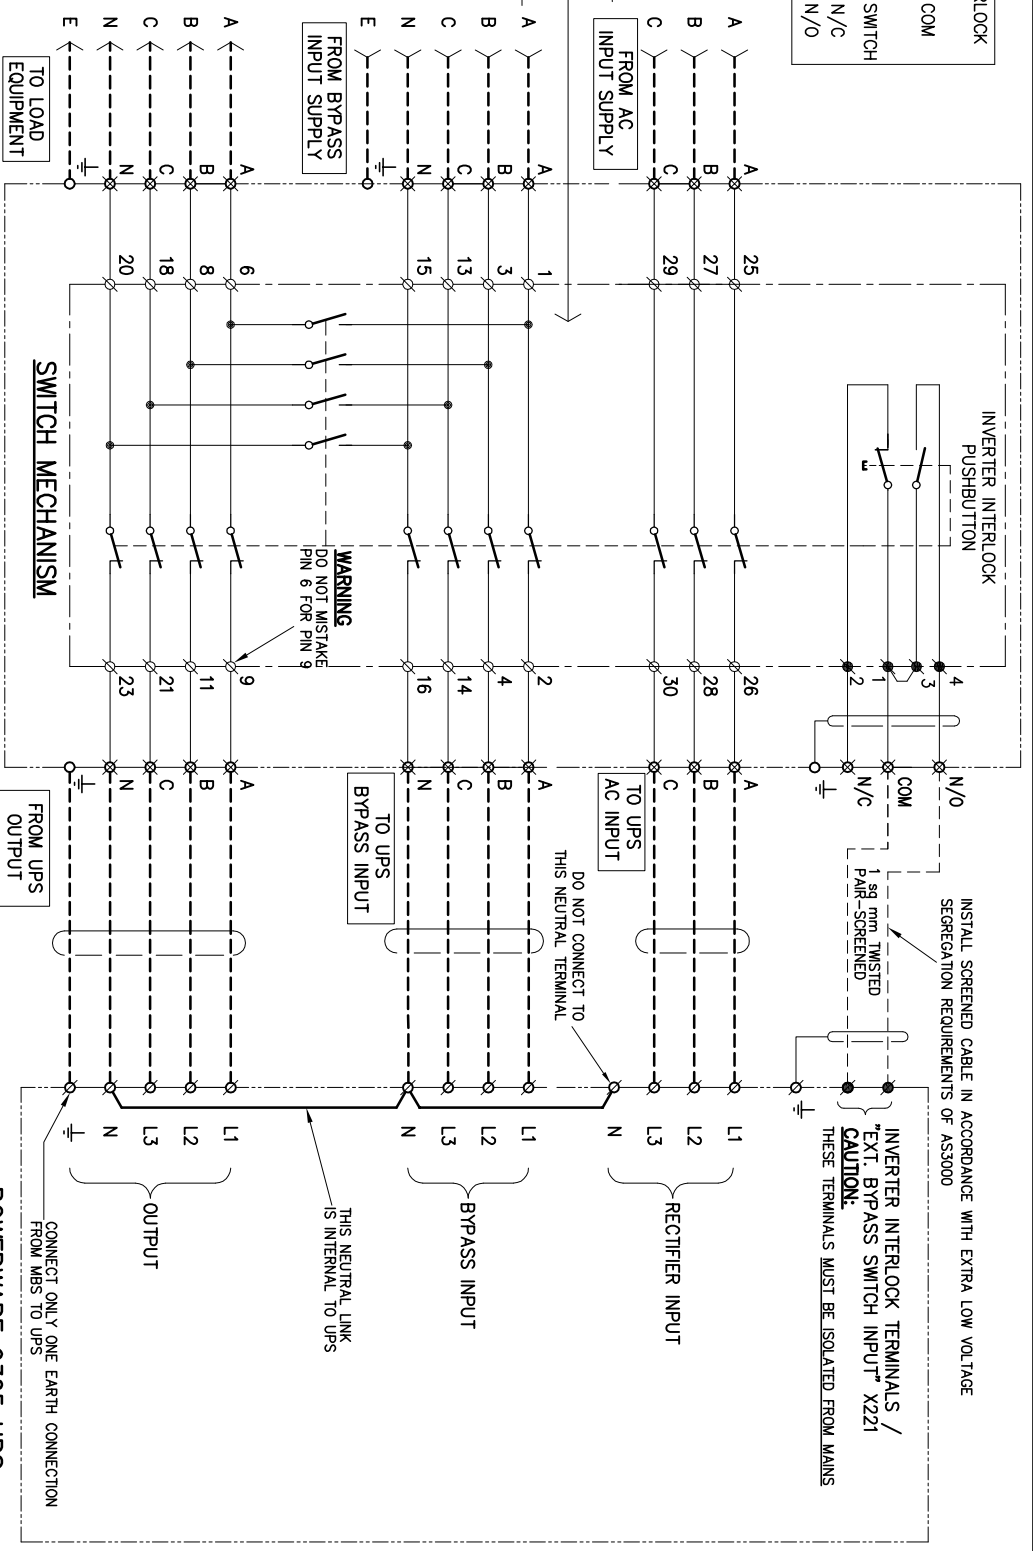 RLOCK
COM
SWITCH
N/C
N/O
INVERTER INTERLOCK
PUSHBUTTON
E
4
3
1
2
N/O
COM
N/C
INSTALL SCREENED CABLE IN ACCORDANCE WITH EXTRA LOW VOLTAGE
SEGREGATION REQUIREMENTS OF AS3000
1 sq mm TWISTED
PAIR-SCREENED
INVERTER INTERLOCK TERMINALS /
"EXT. BYPASS SWITCH INPUT" X221
CAUTION:
THESE TERMINALS MUST BE ISOLATED FROM MAINS
A A 25 26 A L1
B B 27 28 B L2
C C 29 30 C L3
N
RECTIFIER INPUT
FROM AC
INPUT SUPPLY
TO UPS
AC INPUT
DO NOT CONNECT TO
THIS NEUTRAL TERMINAL
A A 1 2 A L1
B B 3 4 B L2
C C 13 14 C L3
N N 15 16 N N
E
BYPASS INPUT
FROM BYPASS
INPUT SUPPLY
TO UPS
BYPASS INPUT
WARNING
DO NOT MISTAKE
PIN 6 FOR PIN 9
THIS NEUTRAL LINK
IS INTERNAL TO UPS
A A 6 9 A L1
B B 8 11 B L2
C C 18 21 C L3
N N 20 23 N N
E
OUTPUT
TO LOAD
EQUIPMENT
SWITCH MECHANISM
FROM UPS
OUTPUT
CONNECT ONLY ONE EARTH CONNECTION
FROM MBS TO UPS